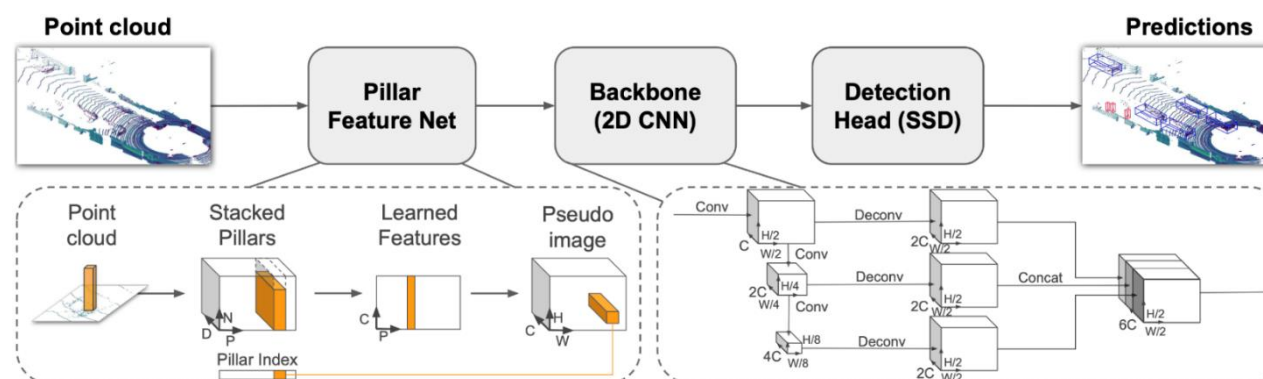 Point cloud
Pillar
Feature Net
Backbone
(2D CNN)
Detection
Head (SSD)
Predictions
Point
cloud
Stacked
Pillars
Learned
Features
Pseudo
image
D
P
N
C
P
C
H
W
Pillar Index
Conv
C
H/2
W/2
Conv
2C
H/4
W/4
Conv
4C
H/8
W/8
Deconv
2C
H/2
W/2
Deconv
2C
H/2
W/2
Deconv
2C
H/2
W/2
Concat
6C
H/2
W/2